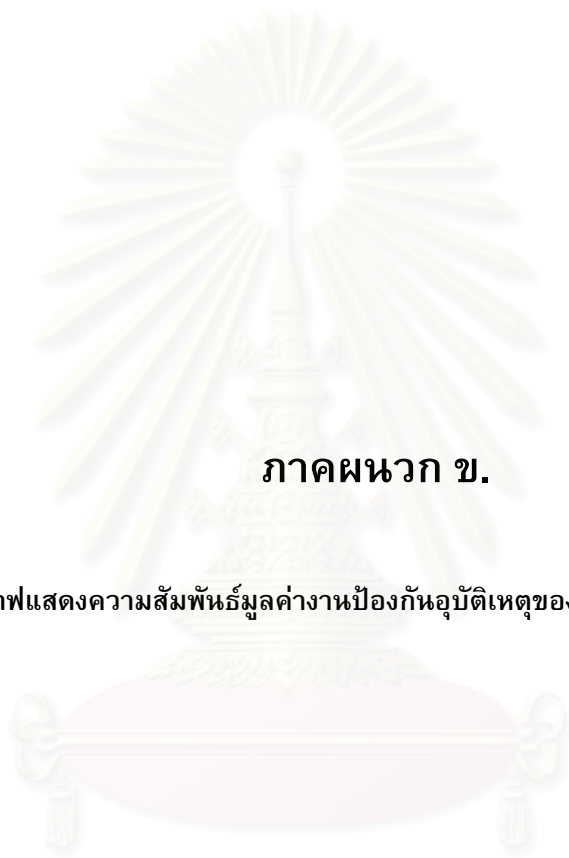 ภาคผนวก ข.
าฟแสดงความสัมพันธ์มูลค่างานป้องกันอุบัติเหตุของ